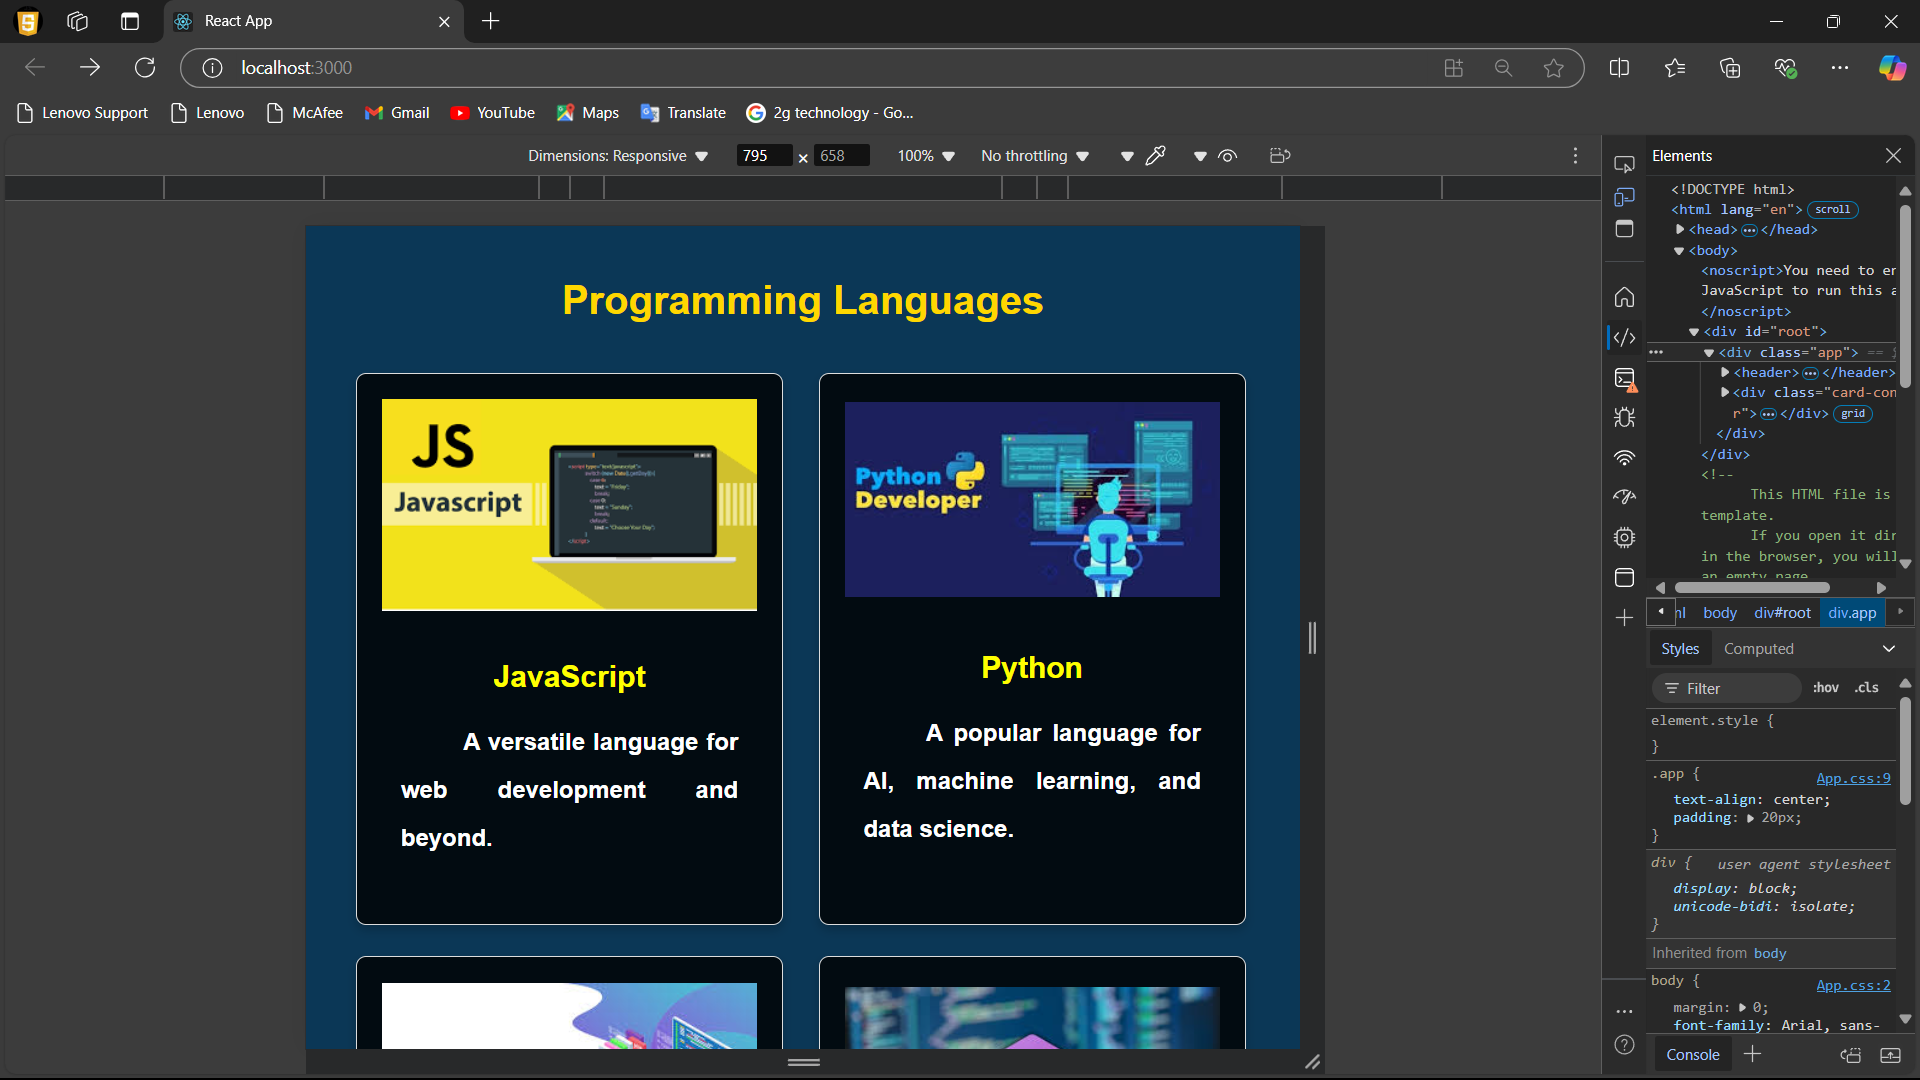 React App
localhost:3000
Lenovo Support
Lenovo
McAfee
Gmail
YouTube
Maps
Translate
2g technology - Go...
Dimensions: Responsive
795 × 658
100%
No throttling
Programming Languages
JS
Javascript
JavaScript
A versatile language for
web development and
beyond.
Python
Developer
Python
A popular language for
AI, machine learning, and
data science.
Elements
<!DOCTYPE html>
<html lang="en"> scroll
<head> ••• </head>
<body>
<noscript>You need to en
JavaScript to run this a
</noscript>
<div id="root">
••• <div class="app"> ==
<header> ••• </header>
<div class="card-con
r"> ••• </div> grid
</div>
</div>
<!--
This HTML file is
template.
If you open it dir
in the browser, you will
an empty page
body div#root div.app
Styles Computed
Filter :hov .cls
element.style {
}
.app { App.css:9
text-align: center;
padding: 20px;
}
div { user agent stylesheet
display: block;
unicode-bidi: isolate;
}
Inherited from body
body { App.css:2
margin: 0;
font-family: Arial, sans-
Console